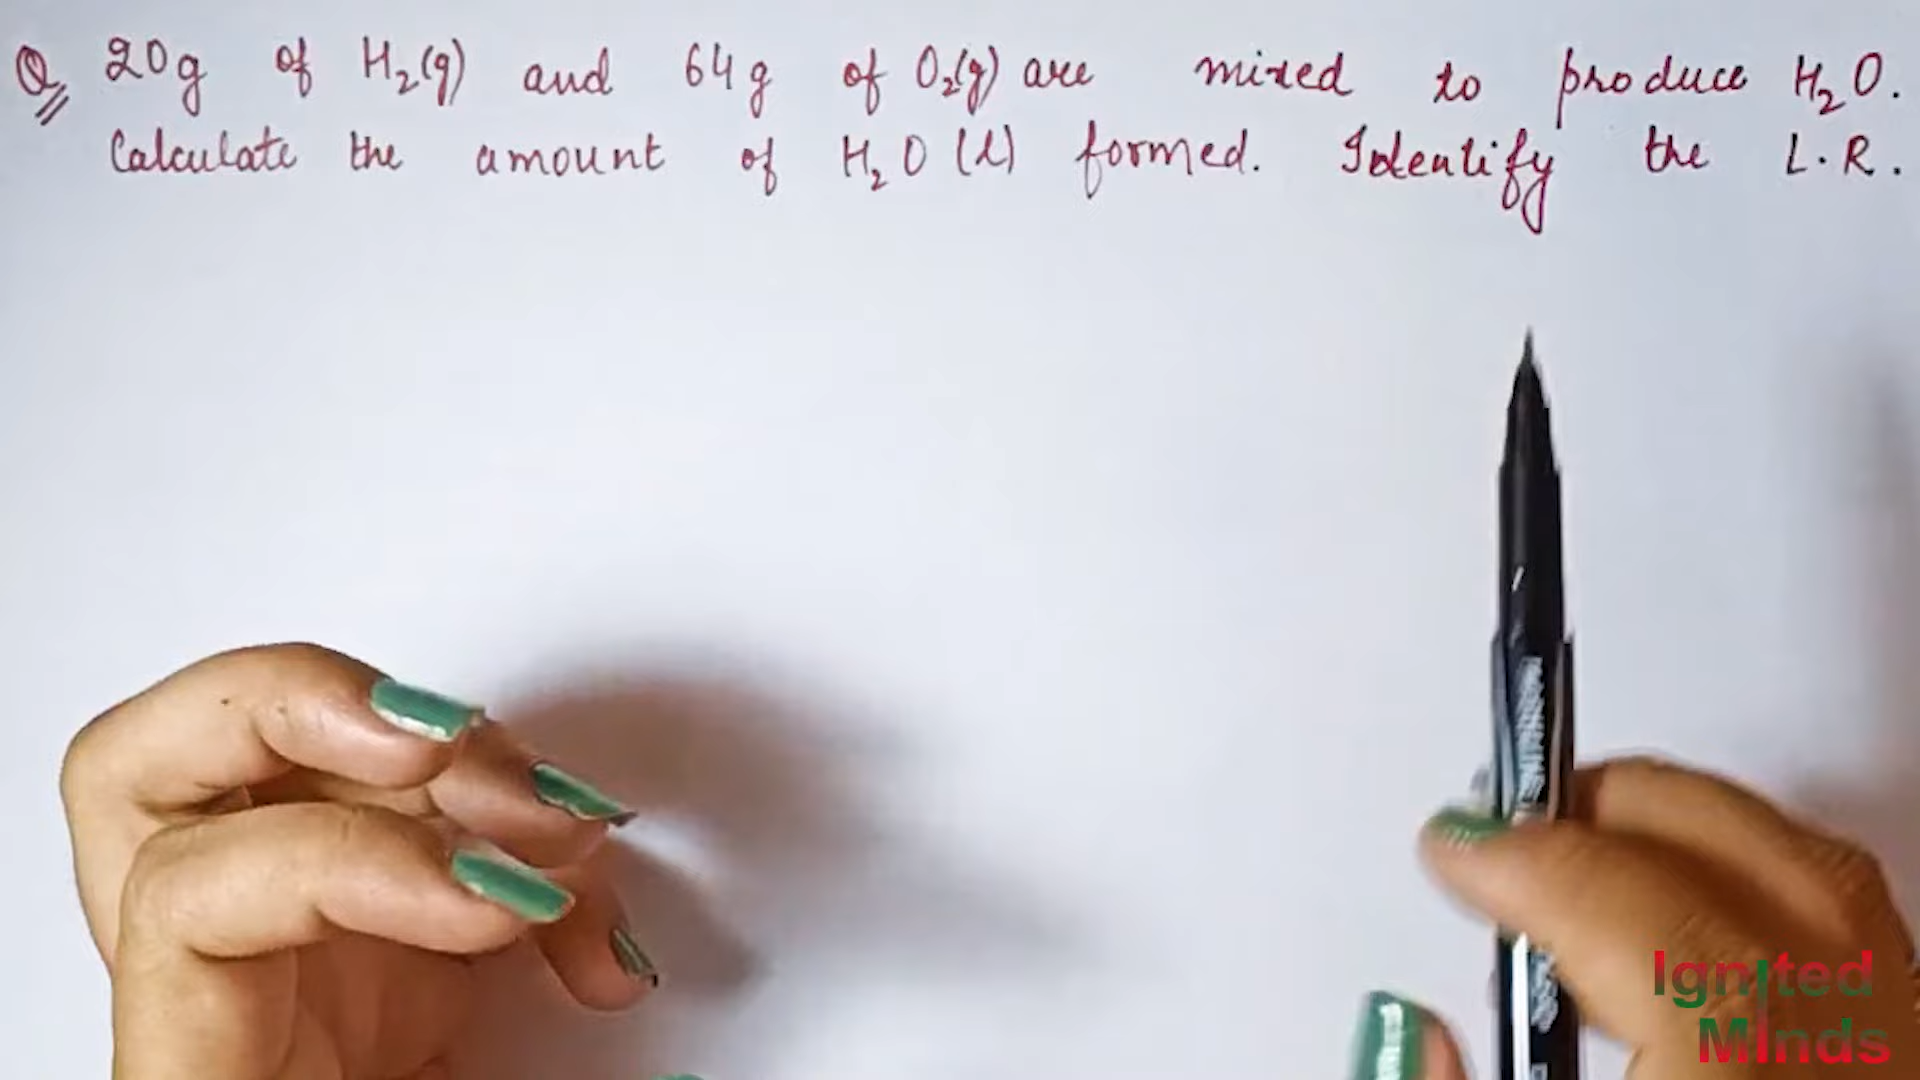 Q 20g of H₂(g) and 64g of O₂(g) are mixed to produce H₂O.
Calculate the amount of H₂O (l) formed. Identify the L.R.
Ignited
Minds